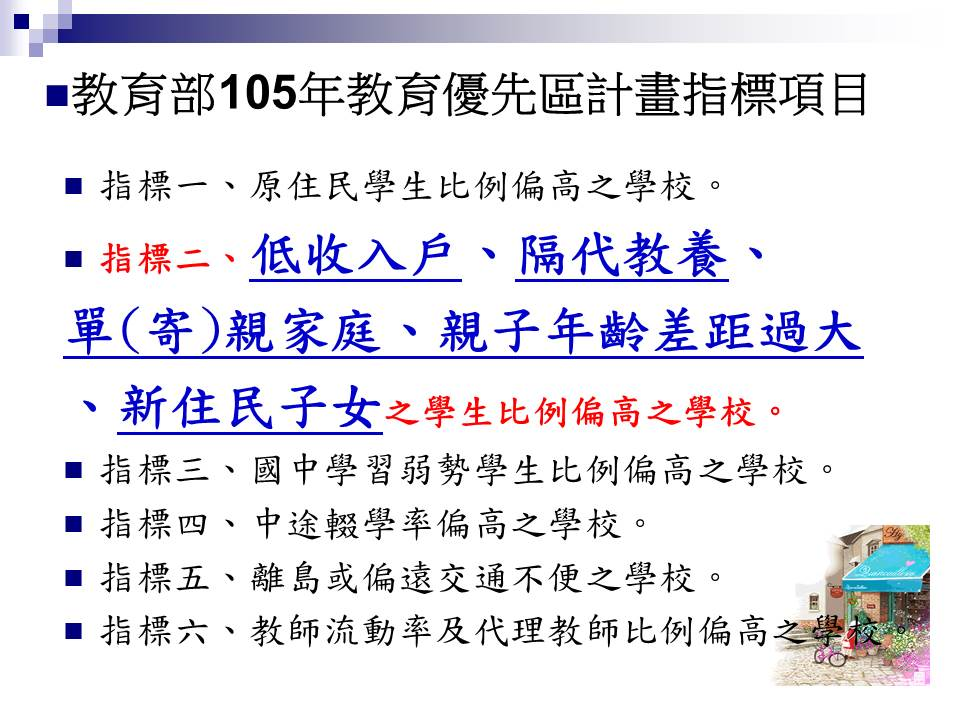 教育部105年教育優先區計畫指標項目
指標一、原住民學生比例偏高之學校。
指標二、低收入戶、隔代教養、
單(寄)親家庭、親子年齡差距過大
、新住民子女之學生比例偏高之學校。
指標三、國中學習弱勢學生比例偏高之學校。
指標四、中途輟學率偏高之學校。
指標五、離島或偏遠交通不便之學校。
指標六、教師流動率及代理教師比例偏高之學校。